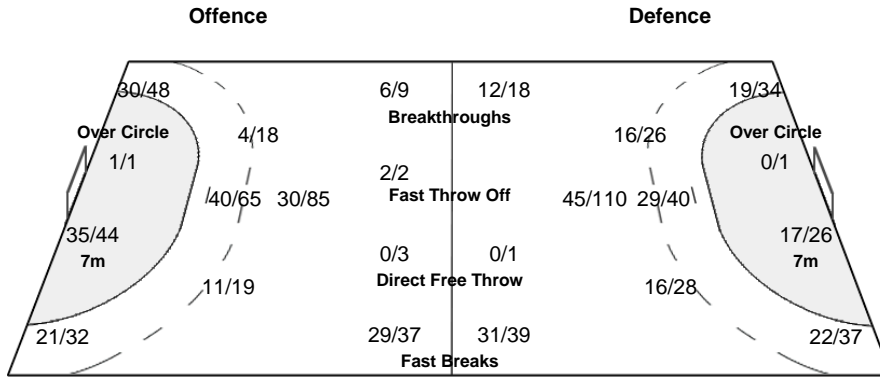 Offence Defence
30/48 6/9 12/18 19/34
Breakthroughs
Over Circle 4/18 16/26 Over Circle
1/1 0/1
2/2
40/65 30/85 Fast Throw Off 45/110 29/40
35/44 17/26
0/3 0/1
7m 7m
Direct Free Throw
11/19 16/28
21/32 29/37 31/39 22/37
Fast Breaks